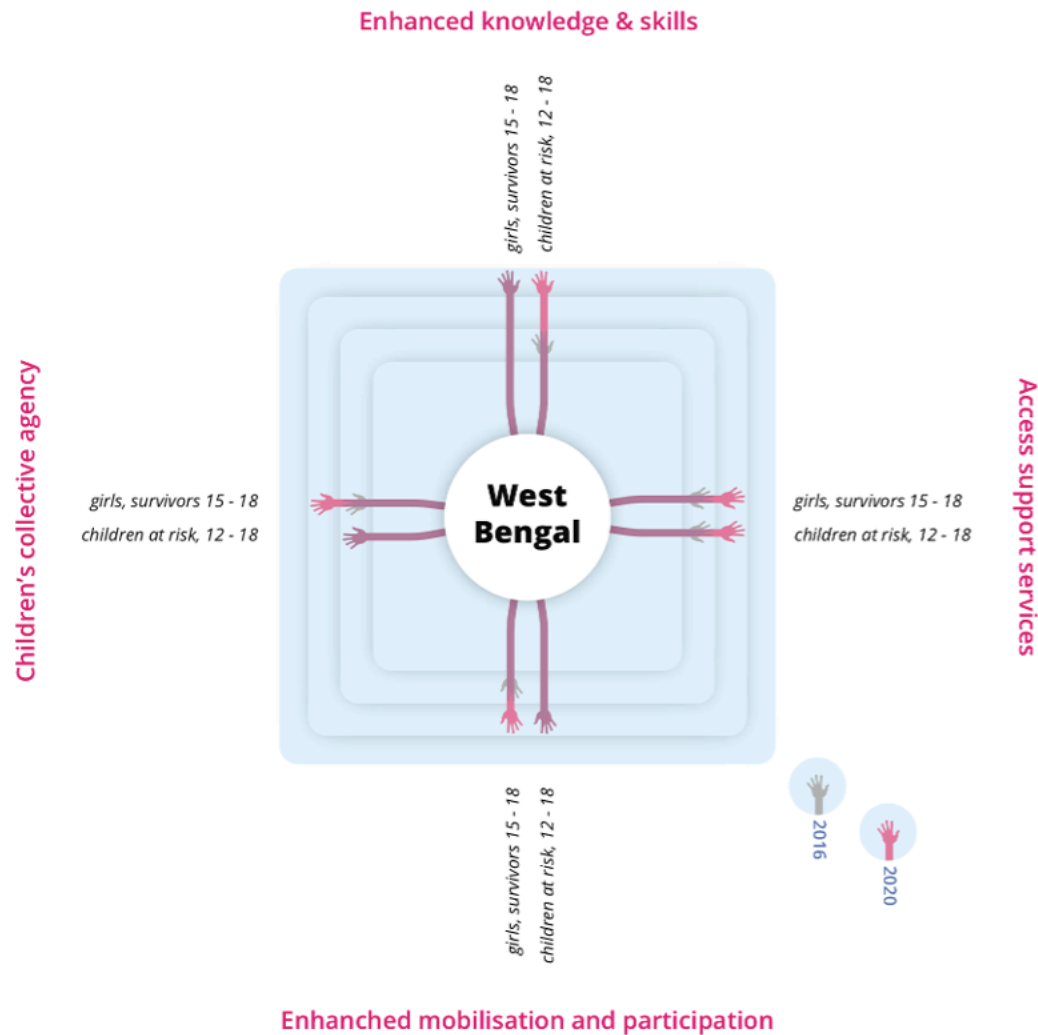 Enhanced knowledge & skills
girls, survivors 15 - 18
children at risk, 12 - 18
Children's collective agency
girls, survivors 15 - 18
children at risk, 12 - 18
West
Bengal
girls, survivors 15 - 18
children at risk, 12 - 18
Access support services
girls, survivors 15 - 18
children at risk, 12 - 18
2016
2020
Enhanched mobilisation and participation